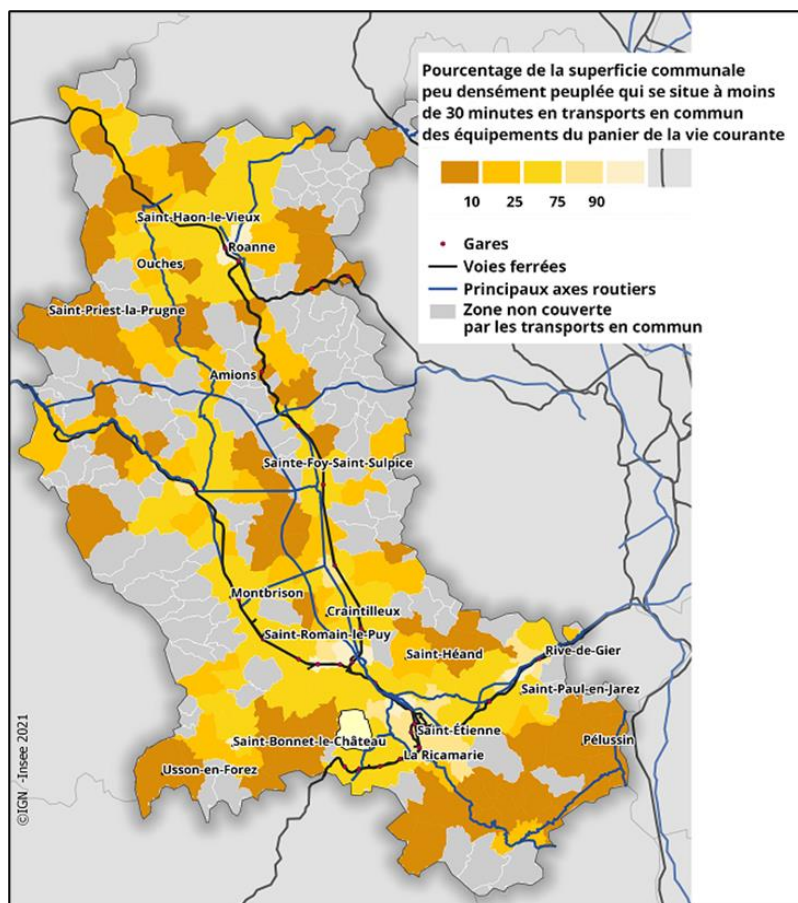 Pourcentage de la superficie communale
peu densément peuplée qui se situe à moins
de 30 minutes en transports en commun
des équipements du panier de la vie courante
10 25 75 90
Gares
Voies ferrées
Principaux axes routiers
Zone non couverte
par les transports en commun
Saint-Haon-le-Vieux
Roanne
Ouches
Saint-Priest-la-Prugne
Amions
Sainte-Foy-Saint-Sulpice
Montbrison
Craintilleux
Saint-Romain-le-Puy
Saint-Héand
Rive-de-Gier
Saint-Paul-en-Jarez
Saint-Étienne
Pélussin
Saint-Bonnet-le-Château
La Ricamarie
Usson-en-Forez
©IGN /-Insee 2021